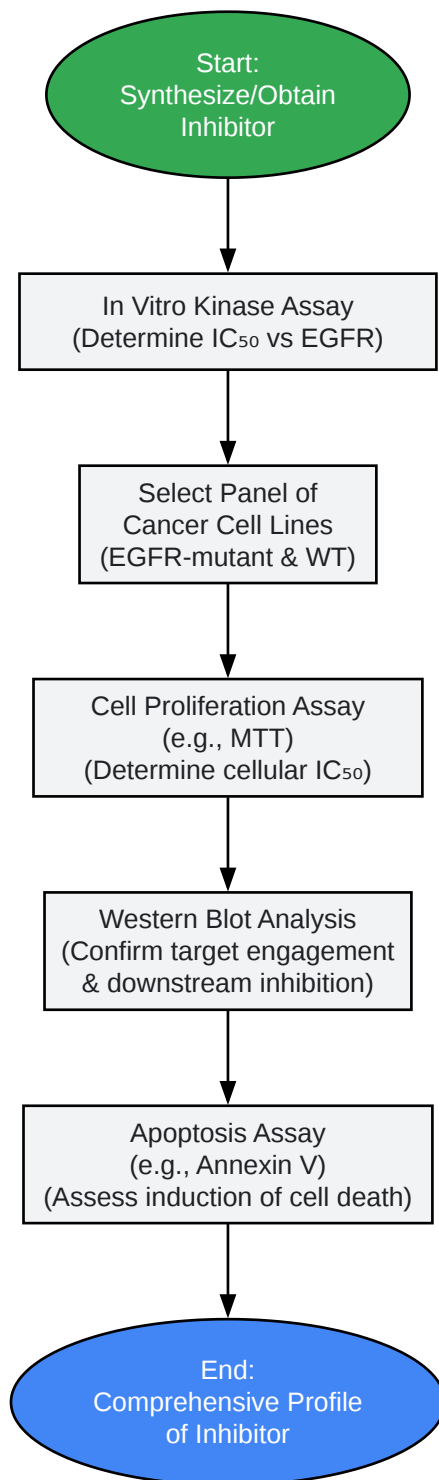 Start:
Synthesize/Obtain
Inhibitor
In Vitro Kinase Assay
(Determine IC₅₀ vs EGFR)
Select Panel of
Cancer Cell Lines
(EGFR-mutant & WT)
Cell Proliferation Assay
(e.g., MTT)
(Determine cellular IC₅₀)
Western Blot Analysis
(Confirm target engagement
& downstream inhibition)
Apoptosis Assay
(e.g., Annexin V)
(Assess induction of cell death)
End:
Comprehensive Profile
of Inhibitor